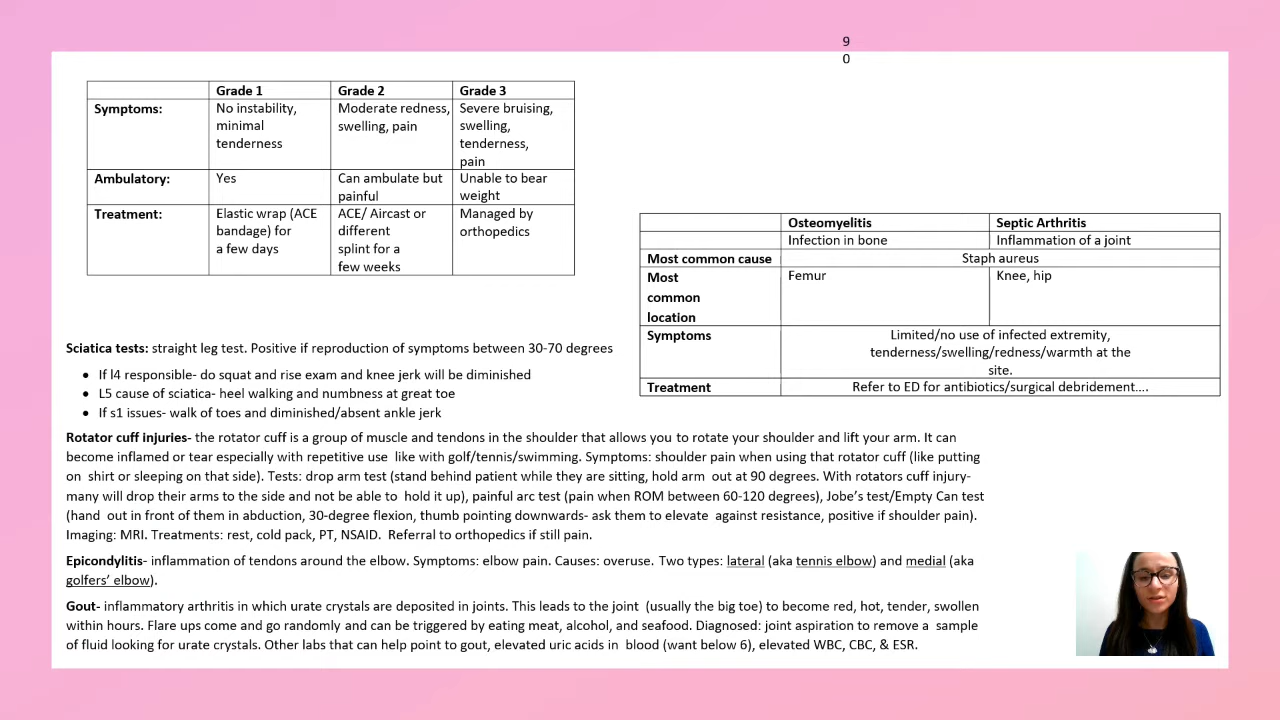 9
0
Grade 1 Grade 2 Grade 3
Symptoms: No instability, Moderate redness, Severe bruising,
minimal swelling, pain swelling,
tenderness tenderness,
pain
Ambulatory: Yes Can ambulate but Unable to bear
painful weight
Treatment: Elastic wrap (ACE ACE/ Aircast or Managed by
bandage) for different orthopedics
a few days splint for a
few weeks
Osteomyelitis Septic Arthritis
Infection in bone Inflammation of a joint
Most common cause Staph aureus
Most Femur Knee, hip
common
location
Symptoms Limited/no use of infected extremity,
tenderness/swelling/redness/warmth at the
site.
Treatment Refer to ED for antibiotics/surgical debridement....
Sciatica tests: straight leg test. Positive if reproduction of symptoms between 30-70 degrees
• If l4 responsible- do squat and rise exam and knee jerk will be diminished
• L5 cause of sciatica- heel walking and numbness at great toe
• If s1 issues- walk of toes and diminished/absent ankle jerk
Rotator cuff injuries- the rotator cuff is a group of muscle and tendons in the shoulder that allows you to rotate your shoulder and lift your arm. It can
become inflamed or tear especially with repetitive use like with golf/tennis/swimming. Symptoms: shoulder pain when using that rotator cuff (like putting
on shirt or sleeping on that side). Tests: drop arm test (stand behind patient while they are sitting, hold arm out at 90 degrees. With rotators cuff injury-
many will drop their arms to the side and not be able to hold it up), painful arc test (pain when ROM between 60-120 degrees), Jobe's test/Empty Can test
(hand out in front of them in abduction, 30-degree flexion, thumb pointing downwards- ask them to elevate against resistance, positive if shoulder pain).
Imaging: MRI. Treatments: rest, cold pack, PT, NSAID. Referral to orthopedics if still pain.
Epicondylitis- inflammation of tendons around the elbow. Symptoms: elbow pain. Causes: overuse. Two types: lateral (aka tennis elbow) and medial (aka
golfers' elbow).
Gout- inflammatory arthritis in which urate crystals are deposited in joints. This leads to the joint (usually the big toe) to become red, hot, tender, swollen
within hours. Flare ups come and go randomly and can be triggered by eating meat, alcohol, and seafood. Diagnosed: joint aspiration to remove a sample
of fluid looking for urate crystals. Other labs that can help point to gout, elevated uric acids in blood (want below 6), elevated WBC, CBC, & ESR.